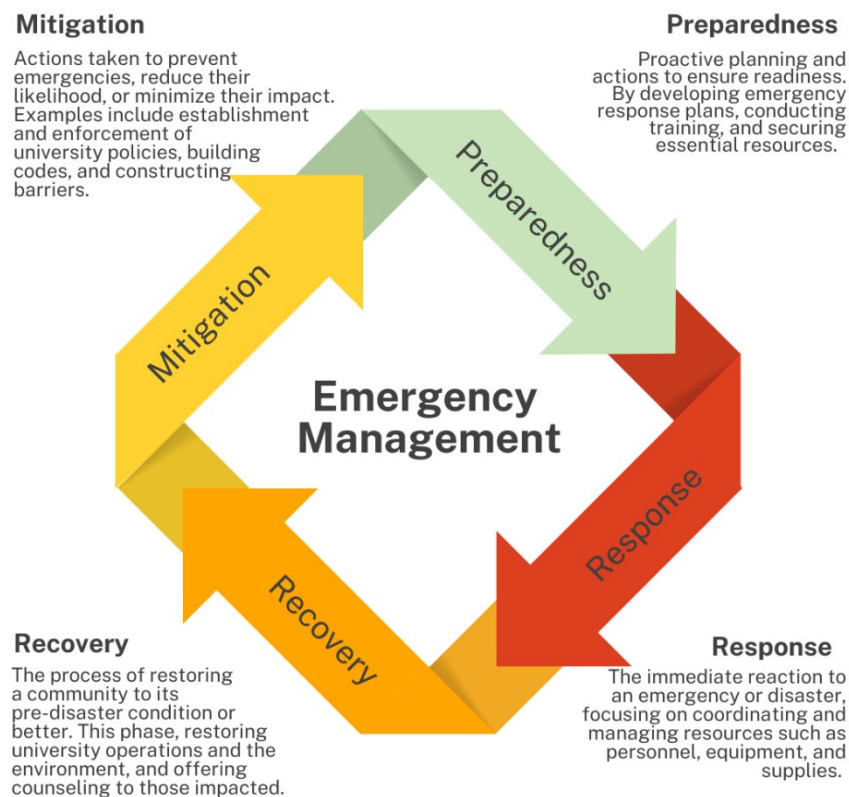 Mitigation
Actions taken to prevent
emergencies, reduce their
likelihood, or minimize their impact.
Examples include establishment
and enforcement of
university policies, building
codes, and constructing
barriers.
Preparedness
Proactive planning and
actions to ensure readiness.
By developing emergency
response plans, conducting
training, and securing
essential resources.
Mitigation
Preparedness
Emergency
Management
Recovery
Response
Recovery
The process of restoring
a community to its
pre-disaster condition or
better. This phase, restoring
university operations and the
environment, and offering
counseling to those impacted.
Response
The immediate reaction to
an emergency or disaster,
focusing on coordinating and
managing resources such as
personnel, equipment, and
supplies.